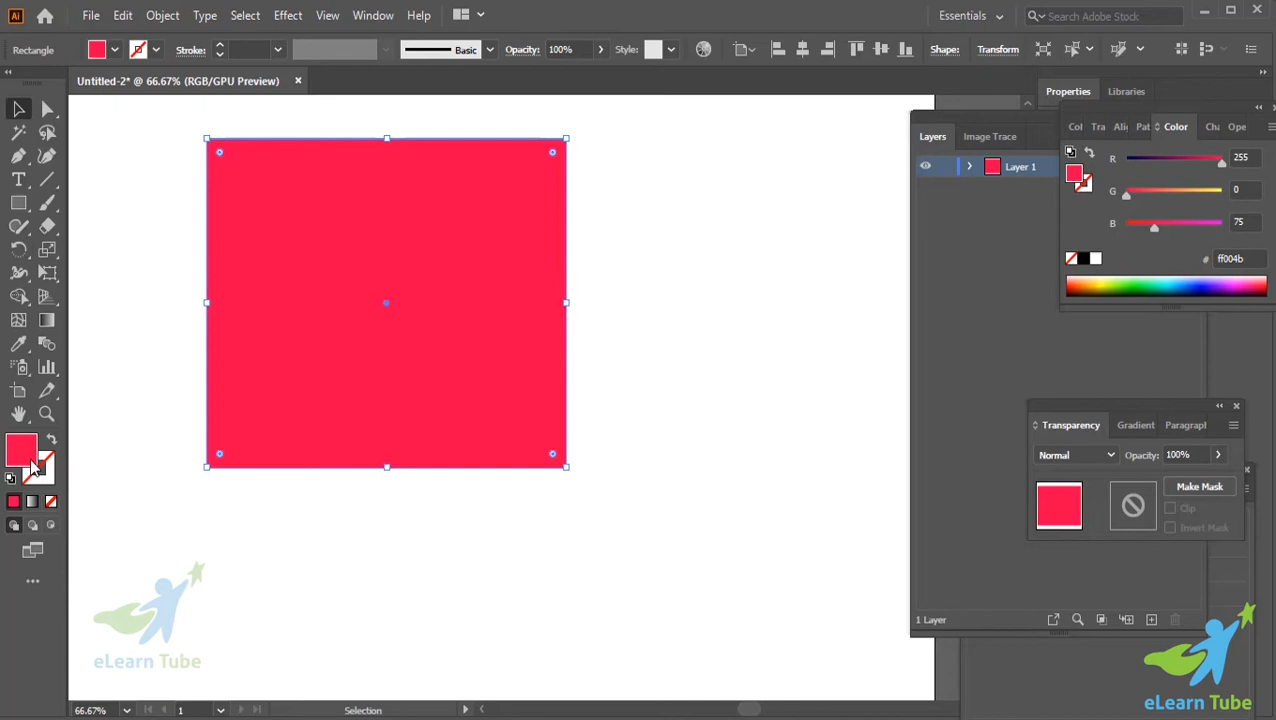 Ai File Edit Object Type Select Effect View Window Help Essentials Search Adobe Stock
Rectangle Stroke: Basic Opacity: 100% Style: Shape: Transform
Untitled-2* @ 66.67% (RGB/GPU Preview)
Properties Libraries
Layers Image Trace
Col Tra Ali Pat Color Ope
R 255
Layer 1
G 0
B 75
# ff004b
Transparency Gradient Paragraph
Normal Opacity: 100%
Make Mask
Clip
Invert Mask
1 Layer
eLearn Tube
eLearn Tube
66.67% 1 Selection